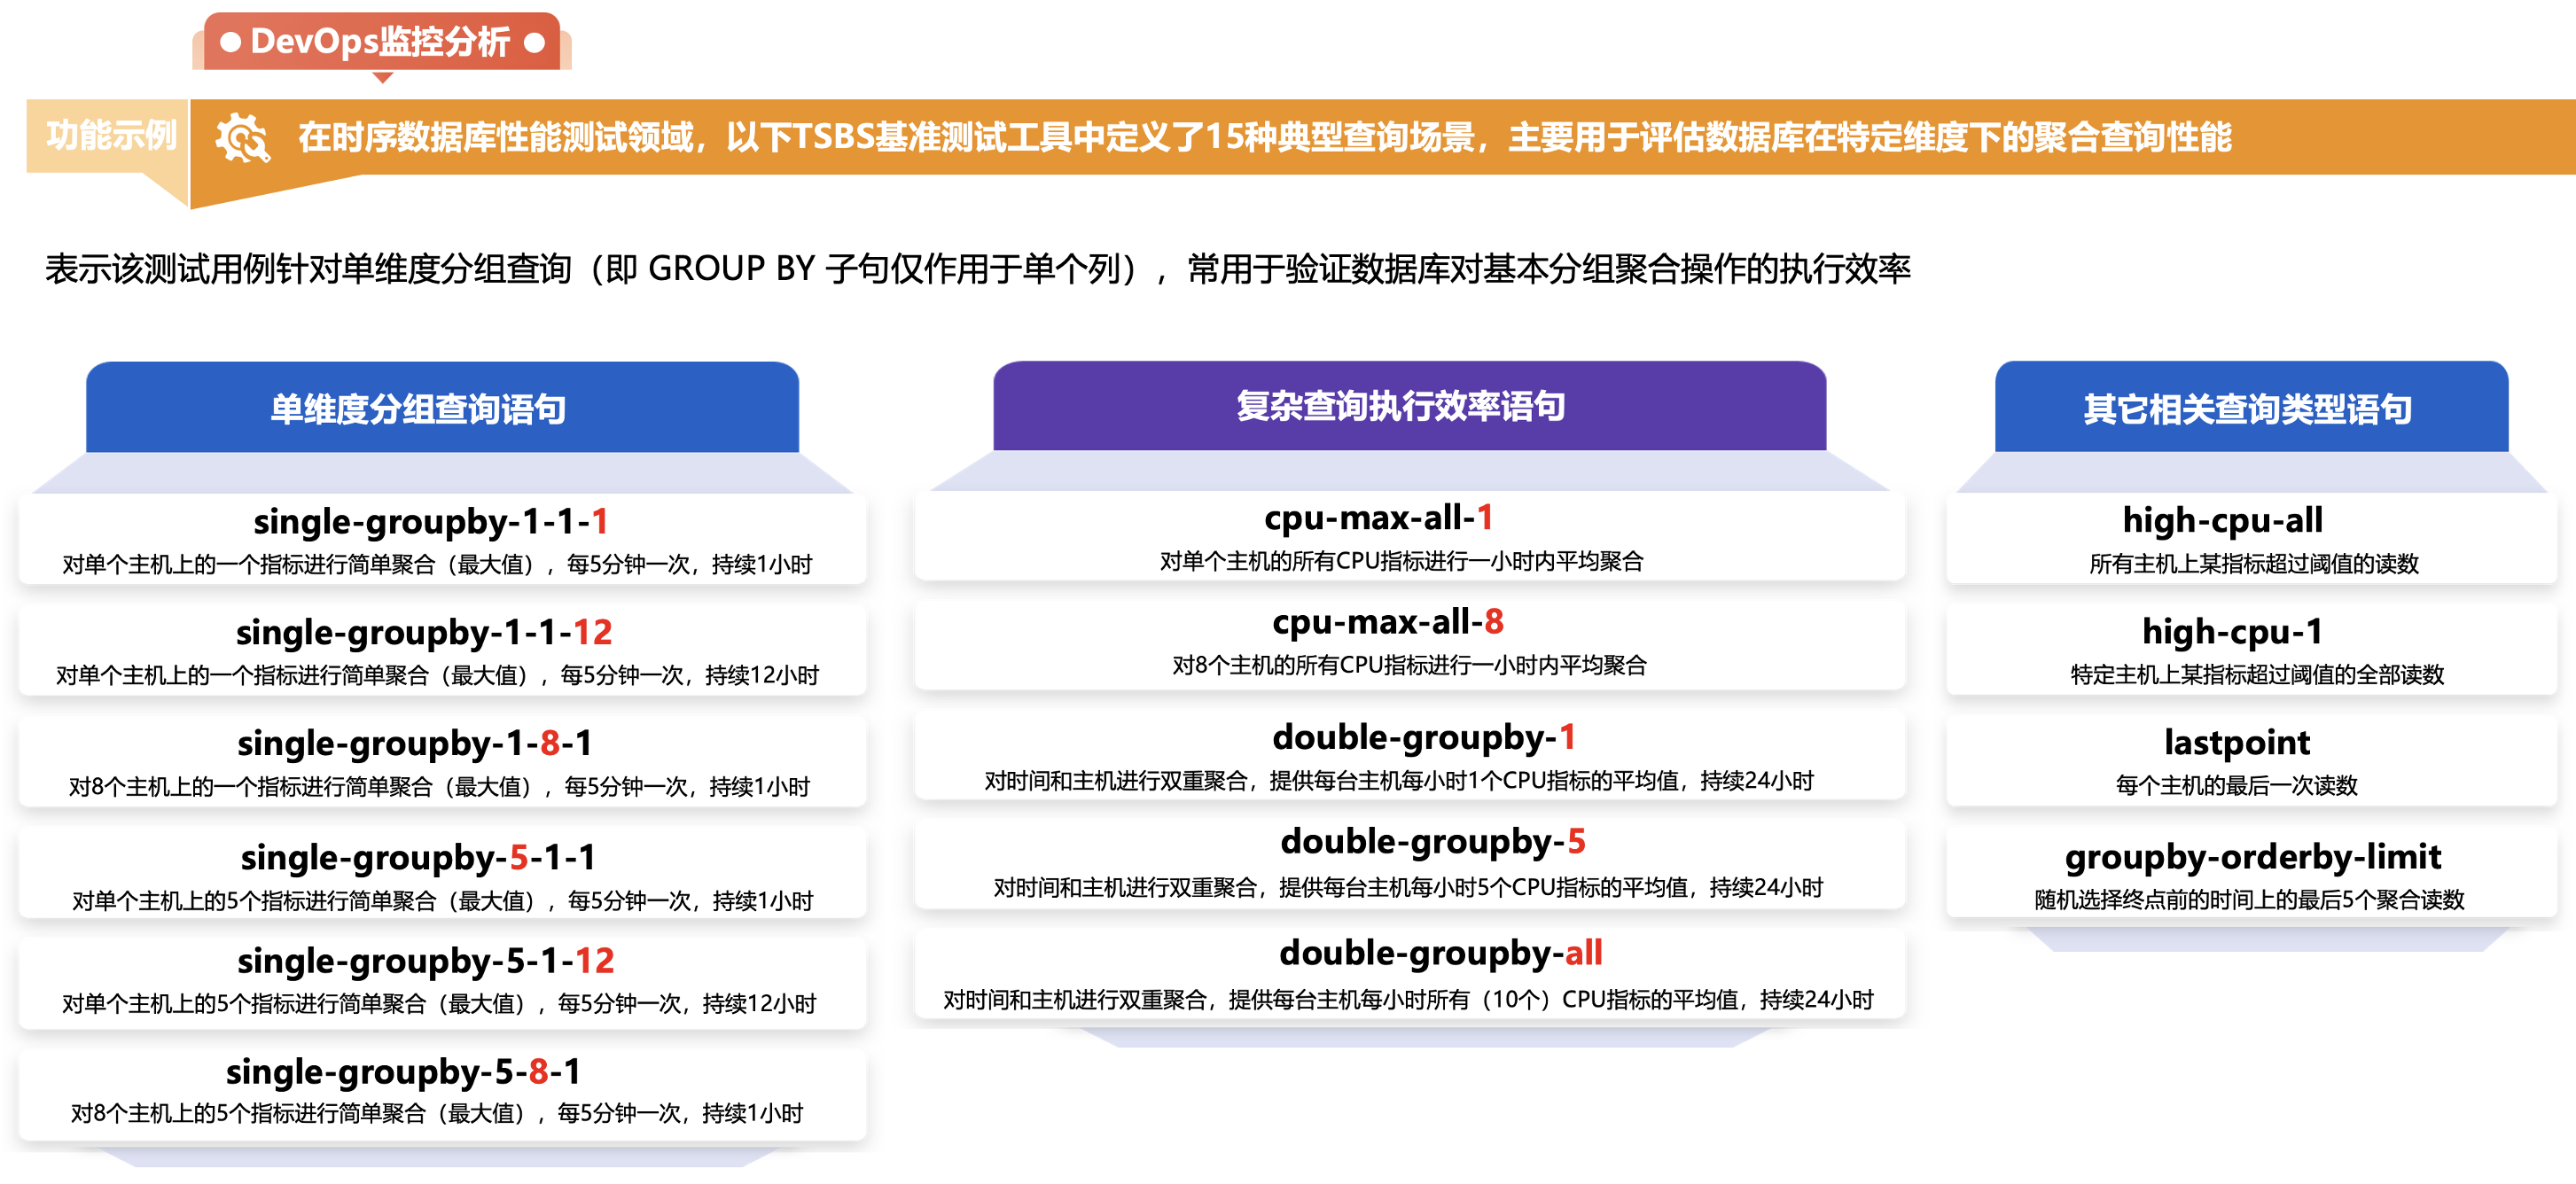 DevOps监控分析
功能示例
在时序数据库性能测试领域，以下TSBS基准测试工具中定义了15种典型查询场景，主要用于评估数据库在特定维度下的聚合查询性能
表示该测试用例针对单维度分组查询（即 GROUP BY 子句仅作用于单个列），常用于验证数据库对基本分组聚合操作的执行效率
单维度分组查询语句
single-groupby-1-1-1
对单个主机上的一个指标进行简单聚合（最大值），每5分钟一次，持续1小时
single-groupby-1-1-12
对单个主机上的一个指标进行简单聚合（最大值），每5分钟一次，持续12小时
single-groupby-1-8-1
对8个主机上的一个指标进行简单聚合（最大值），每5分钟一次，持续1小时
single-groupby-5-1-1
对单个主机上的5个指标进行简单聚合（最大值），每5分钟一次，持续1小时
single-groupby-5-1-12
对单个主机上的5个指标进行简单聚合（最大值），每5分钟一次，持续12小时
single-groupby-5-8-1
对8个主机上的5个指标进行简单聚合（最大值），每5分钟一次，持续1小时
复杂查询执行效率语句
cpu-max-all-1
对单个主机的所有CPU指标进行一小时内平均聚合
cpu-max-all-8
对8个主机的所有CPU指标进行一小时内平均聚合
double-groupby-1
对时间和主机进行双重聚合，提供每台主机每小时1个CPU指标的平均值，持续24小时
double-groupby-5
对时间和主机进行双重聚合，提供每台主机每小时5个CPU指标的平均值，持续24小时
double-groupby-all
对时间和主机进行双重聚合，提供每台主机每小时所有（10个）CPU指标的平均值，持续24小时
其它相关查询类型语句
high-cpu-all
所有主机上某指标超过阈值的读数
high-cpu-1
特定主机上某指标超过阈值的全部读数
lastpoint
每个主机的最后一次读数
groupby-orderby-limit
随机选择终点前的时间上的最后5个聚合读数